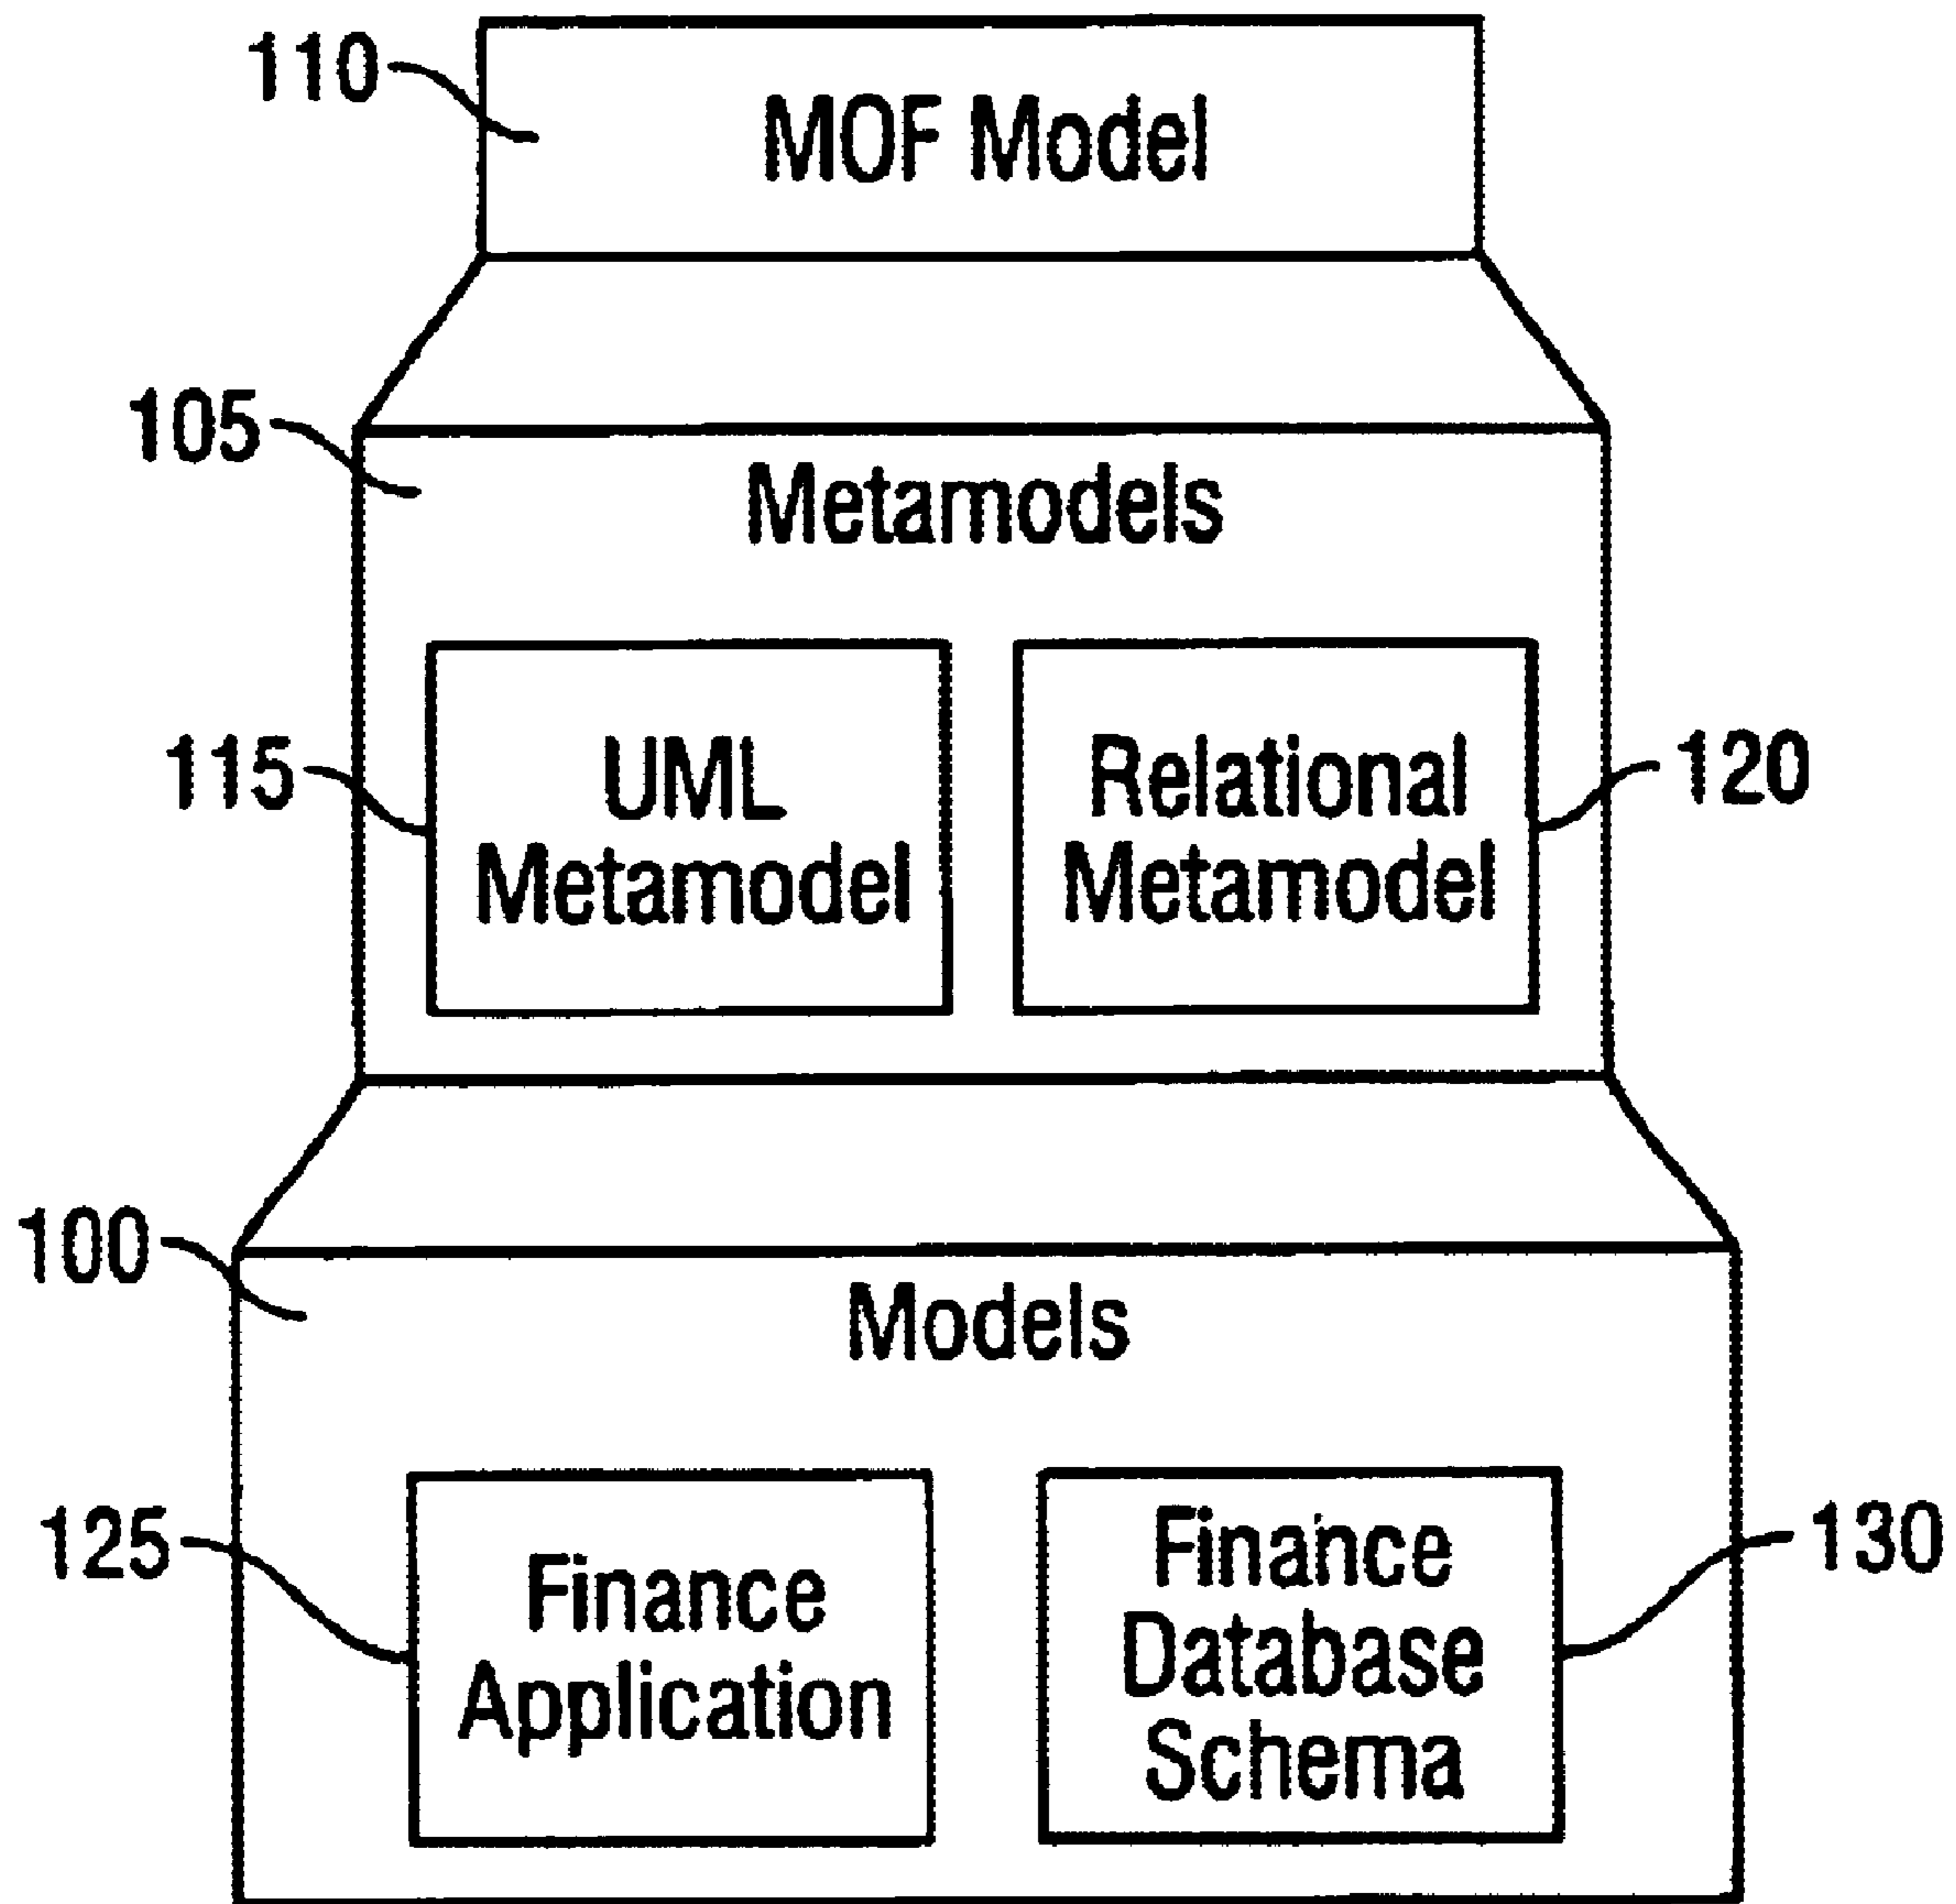 110
MOF Model
105
Metamodels
115
UML
Metamodel
Relational
Metamodel
120
100
Models
125
Finance
Application
Finance
Database
Schema
130